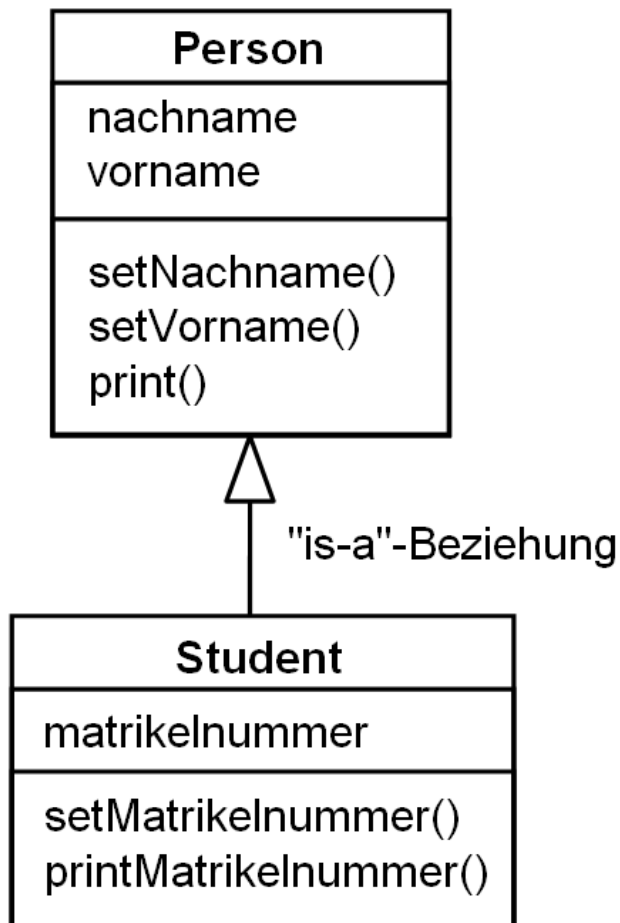 Person
nachname
vorname
setNachname()
setVorname()
print()
"is-a"-Beziehung
Student
matrikelnummer
setMatrikelnummer()
printMatrikelnummer()